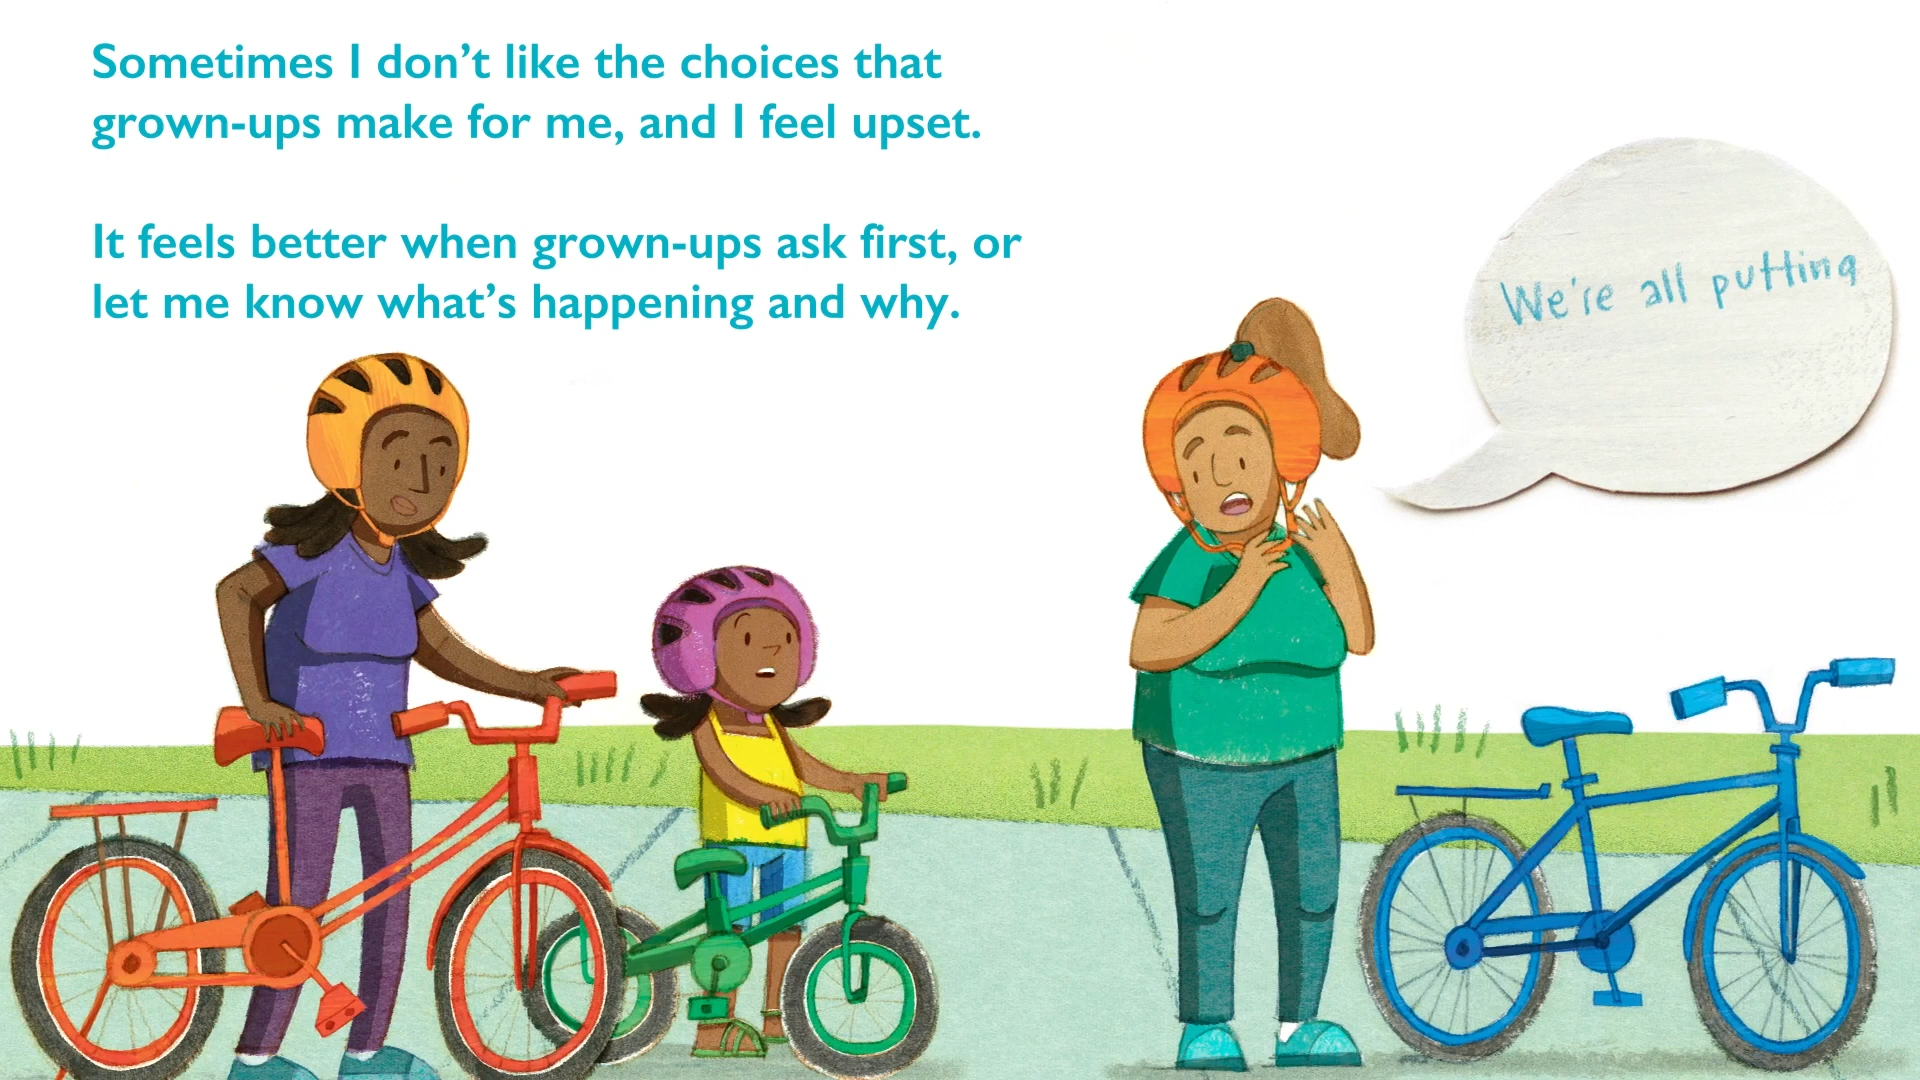 Sometimes I don’t like the choices that
grown-ups make for me, and I feel upset.
It feels better when grown-ups ask first, or
let me know what’s happening and why.
We're all putting